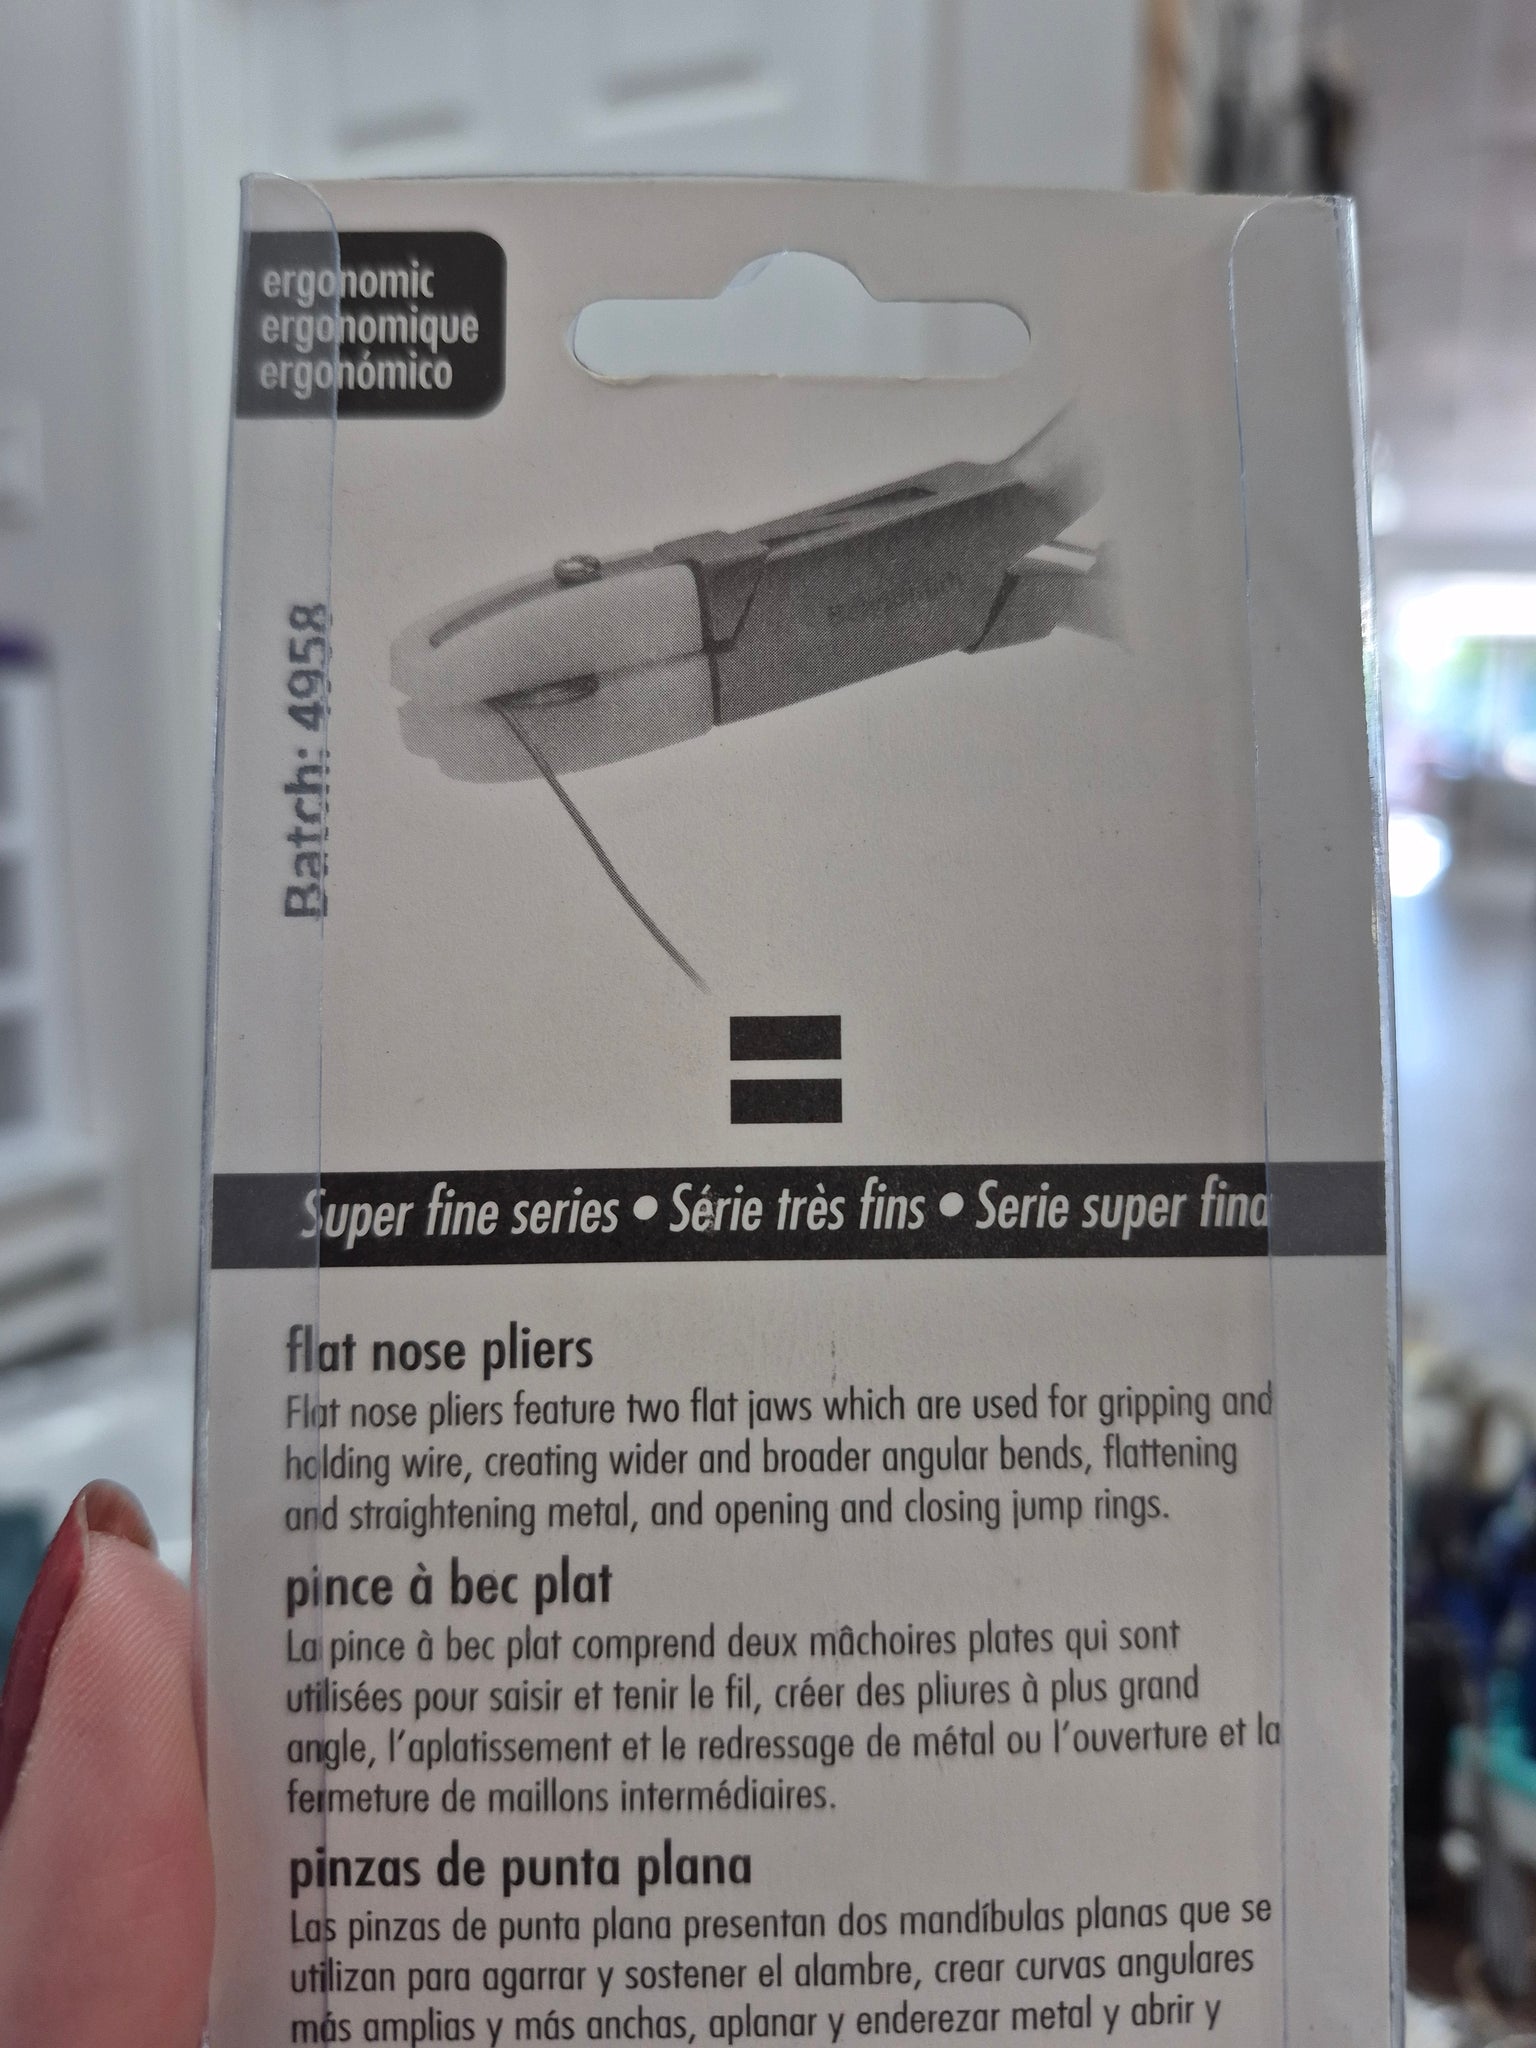 ergonomic
ergonomique
ergonómico
Batch: 4958
Super fine series • Série très fins • Serie super fina
flat nose pliers
Flat nose pliers feature two flat jaws which are used for gripping and
holding wire, creating wider and broader angular bends, flattening
and straightening metal, and opening and closing jump rings.
pince à bec plat
La pince à bec plat comprend deux mâchoires plates qui sont
utilisées pour saisir et tenir le fil, créer des pliures à plus grand
angle, l'aplatissement et le redressage de métal ou l'ouverture et la
fermeture de maillons intermédiaires.
pinzas de punta plana
Las pinzas de punta plana presentan dos mandíbulas planas que se
utilizan para agarrar y sostener el alambre, crear curvas angulares
más amplias y más anchas, aplanar y enderezar metal y abrir y